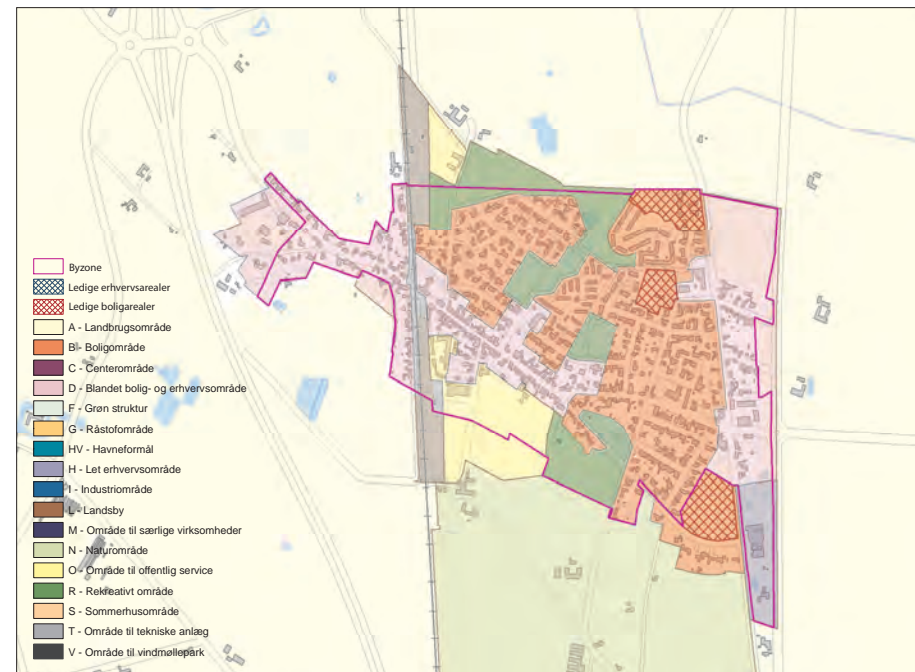 Byzone
Ledige erhvervsarealer
Ledige boligarealer
A - Landbrugsområde
B - Boligområde
C - Centerområde
D - Blandet bolig- og erhvervsområde
F - Grøn struktur
G - Råstofområde
HV - Havneformål
H - Let erhvervsområde
I - Industriområde
L - Landsby
M - Område til særlige virksomheder
N - Naturområde
O - Område til offentlig service
R - Rekreativt område
S - Sommerhusområde
T - Område til tekniske anlæg
V - Område til vindmøllepark